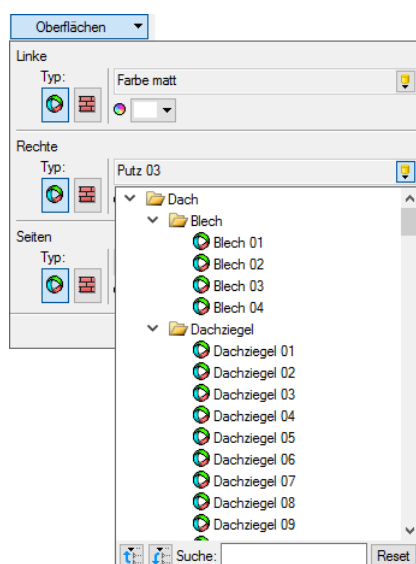 Oberflächen
Linke
Typ:
Farbe matt
Rechte
Typ:
Putz 03
Dach
Blech
Blech 01
Blech 02
Blech 03
Blech 04
Seiten
Typ:
Dachziegel
Dachziegel 01
Dachziegel 02
Dachziegel 03
Dachziegel 04
Dachziegel 05
Dachziegel 06
Dachziegel 07
Dachziegel 08
Dachziegel 09
Suche:
Reset